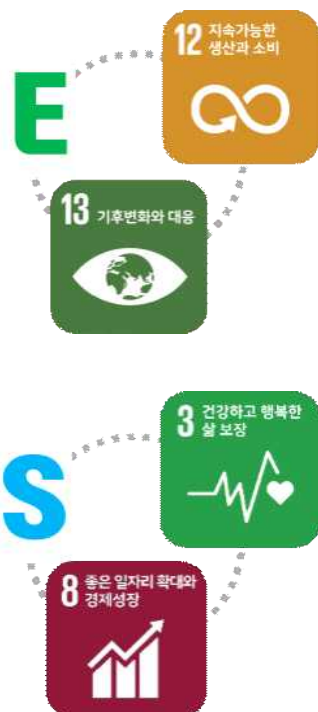 E
12 지속가능한
생산과 소비
13 기후변화와 대응
S
3 건강하고 행복한
삶 보장
8 좋은 일자리 확대와
경제성장